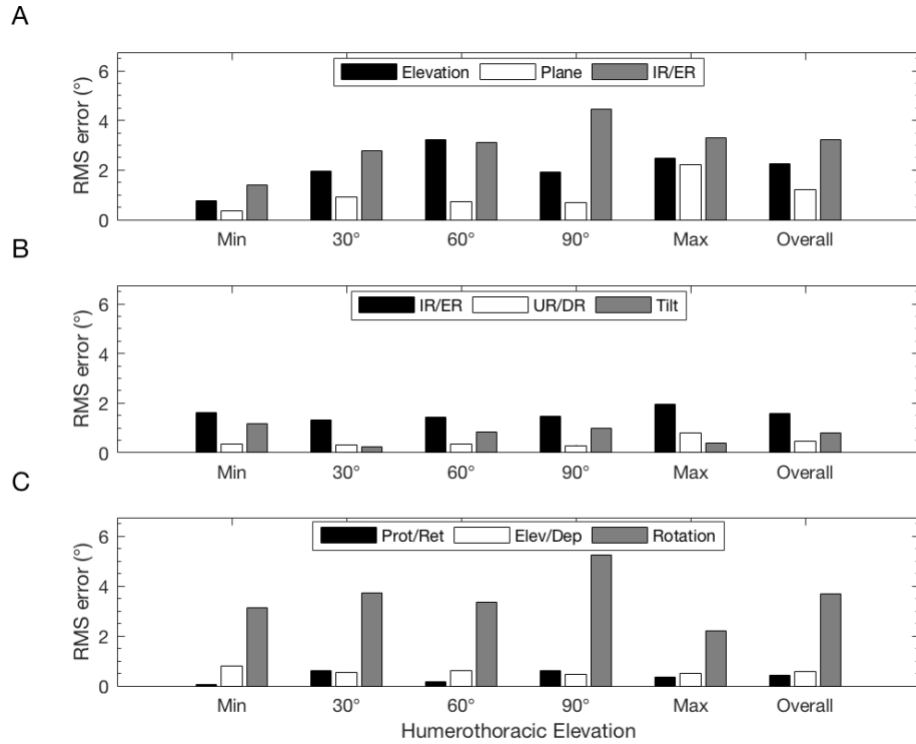 A
RMS error (°)
6
4
2
0
Elevation Plane IR/ER
Min 30° 60° 90° Max Overall
B
RMS error (°)
6
4
2
0
IR/ER UR/DR Tilt
Min 30° 60° 90° Max Overall
C
RMS error (°)
6
4
2
0
Prot/Ret Elev/Dep Rotation
Min 30° 60° 90° Max Overall
Humerothoracic Elevation